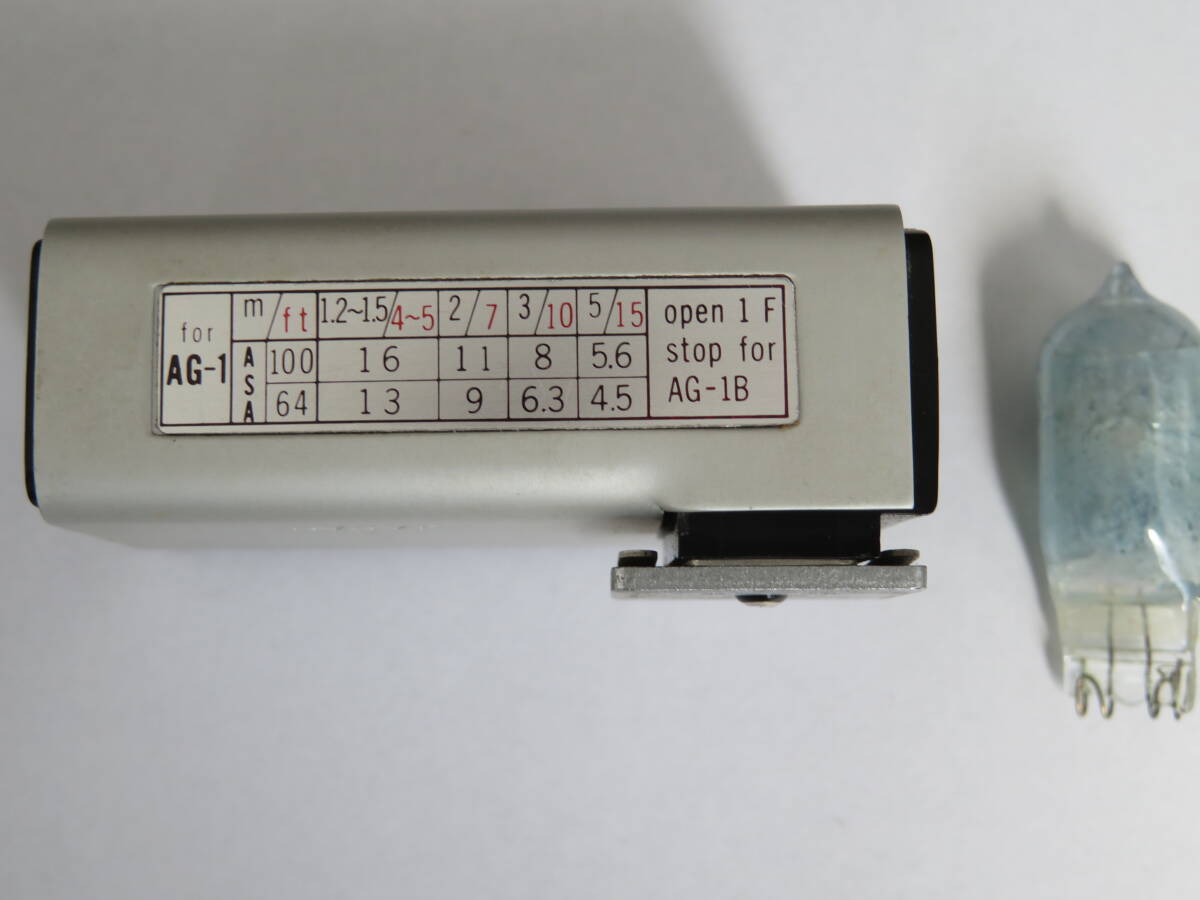 for AG-1
m/ft 1.2~1.5/4~5 2/7 3/10 5/15
ASA 100 16 11 8 5.6
64 13 9 6.3 4.5
open 1 F
stop for
AG-1B